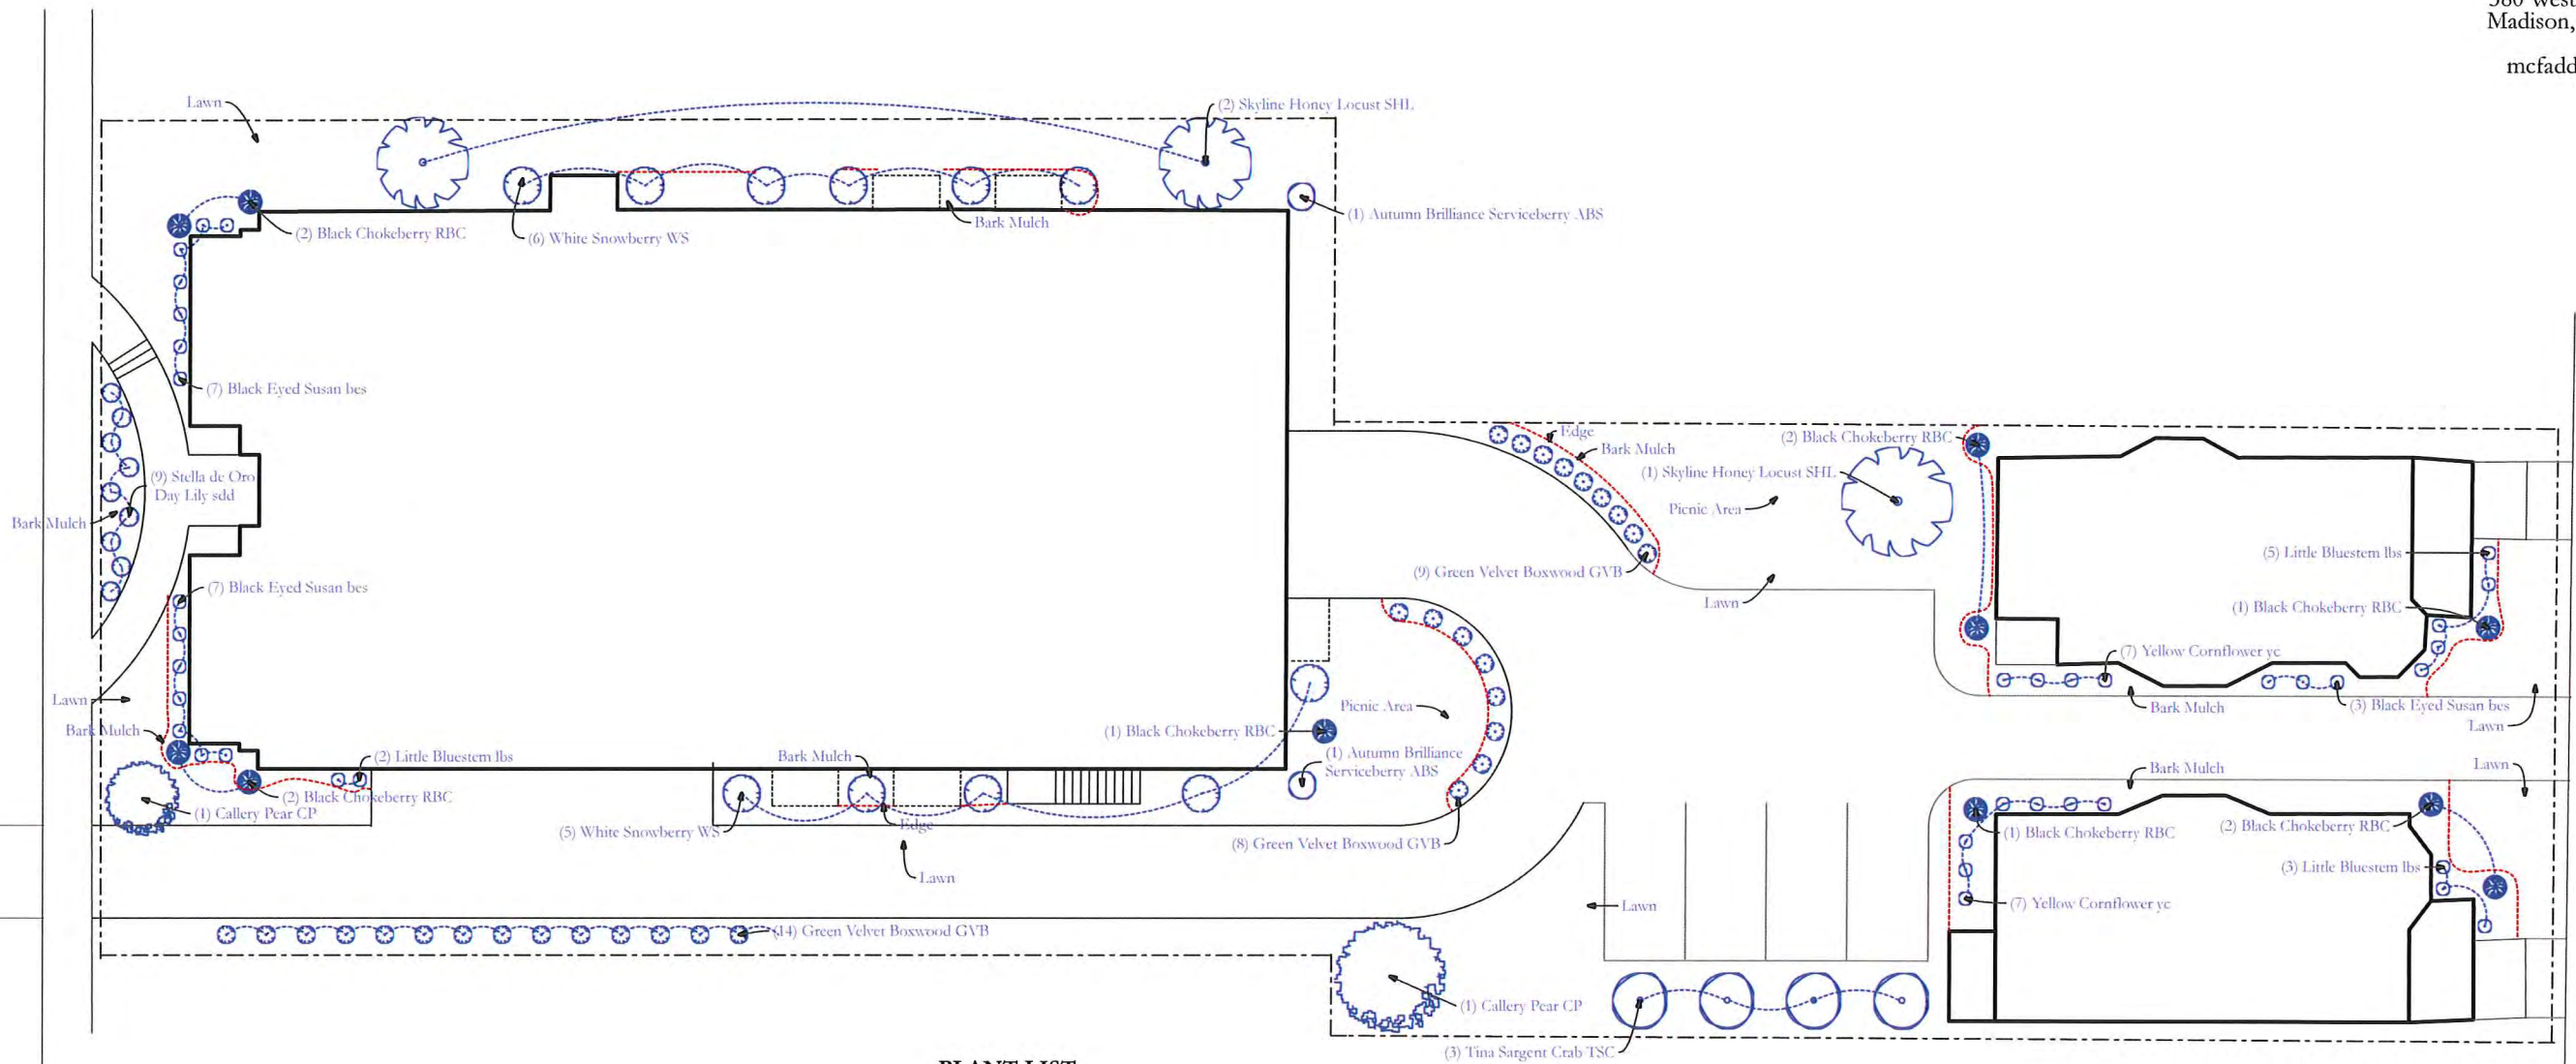 Madison,
mcfadd
Lawn
(2) Skyline Honey Locust SHL
(2) Black Chokeberry RBC
(6) White Snowberry WS
Bark Mulch
(1) Autumn Brilliance Serviceberry ABS
(7) Black Eyed Susan bes
(9) Stella de Oro
Day Lily sdd
Bark Mulch
Edge
Bark Mulch
(2) Black Chokeberry RBC
(1) Skyline Honey Locust SHL
Picnic Area
(9) Green Velvet Boxwood GVB
Lawn
(5) Little Bluestem lbs
(1) Black Chokeberry RBC
(7) Yellow Cornflower yc
(3) Black Eyed Susan bes
Bark Mulch
Lawn
(7) Black Eyed Susan bes
Lawn
Bark Mulch
(2) Little Bluestem lbs
(2) Black Chokeberry RBC
(1) Callery Pear CP
Bark Mulch
(5) White Snowberry WS
Edge
Lawn
Picnic Area
(1) Black Chokeberry RBC
(1) Autumn Brilliance
Serviceberry ABS
(8) Green Velvet Boxwood GVB
Bark Mulch
Lawn
(1) Black Chokeberry RBC
(2) Black Chokeberry RBC
(3) Little Bluestem lbs
(7) Yellow Cornflower yc
Lawn
(14) Green Velvet Boxwood GVB
(1) Callery Pear CP
(3) Tina Sargent Crab TSC
PLANT LIST